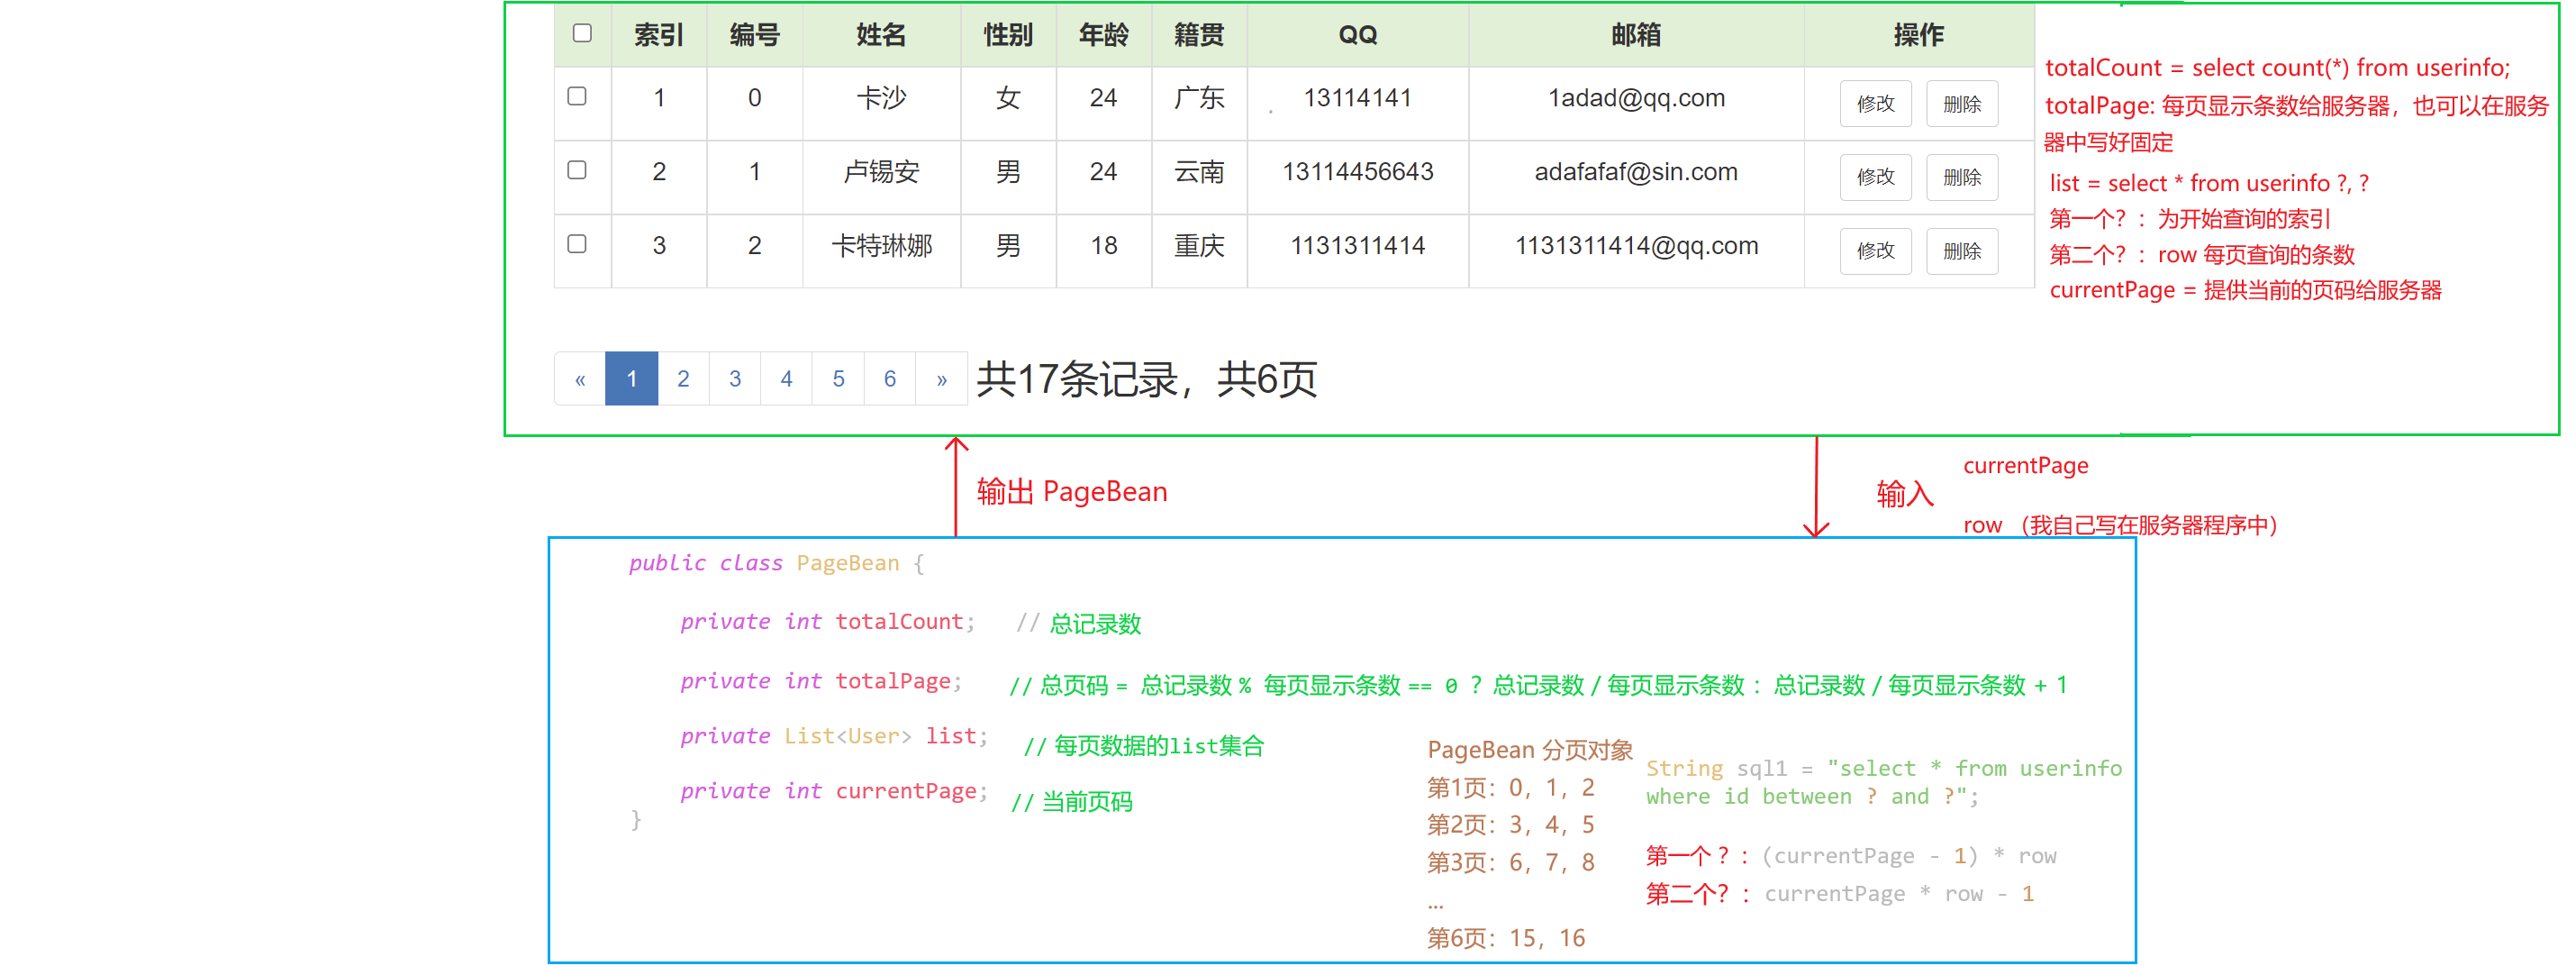 索引 编号 姓名 性别 年龄 籍贯 QQ 邮箱 操作
1 0 卡沙 女 24 广东 13114141 1adad@qq.com 修改 删除
2 1 卢锡安 男 24 云南 13114456643 adafafaf@sin.com 修改 删除
3 2 卡特琳娜 男 18 重庆 1131311414 1131311414@qq.com 修改 删除
totalCount = select count(*) from userinfo;
totalPage: 每页显示条数给服务器，也可以在服务
器中写好固定
list = select * from userinfo ?, ?
第一个？：为开始查询的索引
第二个？：row 每页查询的条数
currentPage = 提供当前的页码给服务器
« 1 2 3 4 5 6 » 共17条记录，共6页
输出 PageBean
输入
currentPage
row （我自己写在服务器程序中）
public class PageBean {
private int totalCount; // 总记录数
private int totalPage; // 总页码 = 总记录数 % 每页显示条数 == 0 ? 总记录数 / 每页显示条数 : 总记录数 / 每页显示条数 + 1
private List<User> list; // 每页数据的list集合
private int currentPage; // 当前页码
}
PageBean 分页对象
第1页：0，1，2
第2页：3，4，5
第3页：6，7，8
...
第6页：15，16
String sql1 = "select * from userinfo
where id between ? and ?";
第一个？：(currentPage - 1) * row
第二个？：currentPage * row - 1